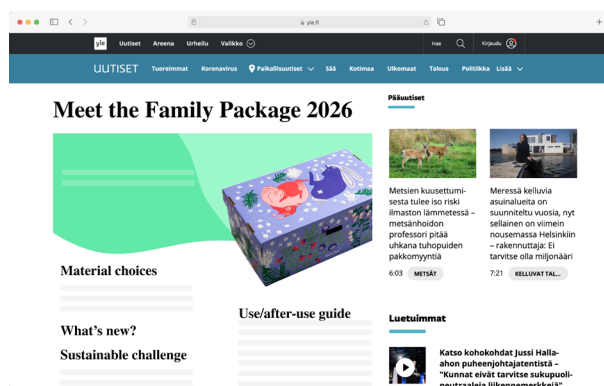 yle.fi
yle Uutiset Areena Urheilu Valikko Hae Kirjaudu
UUTISET Tuoreimmat Koronavirus Paikallisuutiset Sää Kotimaa Ulkomaat Talous Politiikka Lisää
Meet the Family Package 2026
Material choices
What's new?
Sustainable challenge
Use/after-use guide
Pääuutiset
Metsien kuusettumi-
sesta tulee iso riski
ilmaston lämmetessä –
metsänhoidon
professori pitää
uhkana tuhopuiden
pakkomyyntiä
6:03 METSÄT
Meressä kelluvia
asuinalueita on
suunniteltu vuosia, nyt
sellainen on viimein
nousemassa Helsinkiin
– rakennuttaja: Ei
tarvitse olla miljonääri
7:21 KELLUVAT TAL...
Luetuimmat
Katso kohokohdat Jussi Halla-
ahon puheenjohtajatentistä –
"Kunnat eivät tarvitse sukupuoli-
neutraaleja liikennemerkkejä"